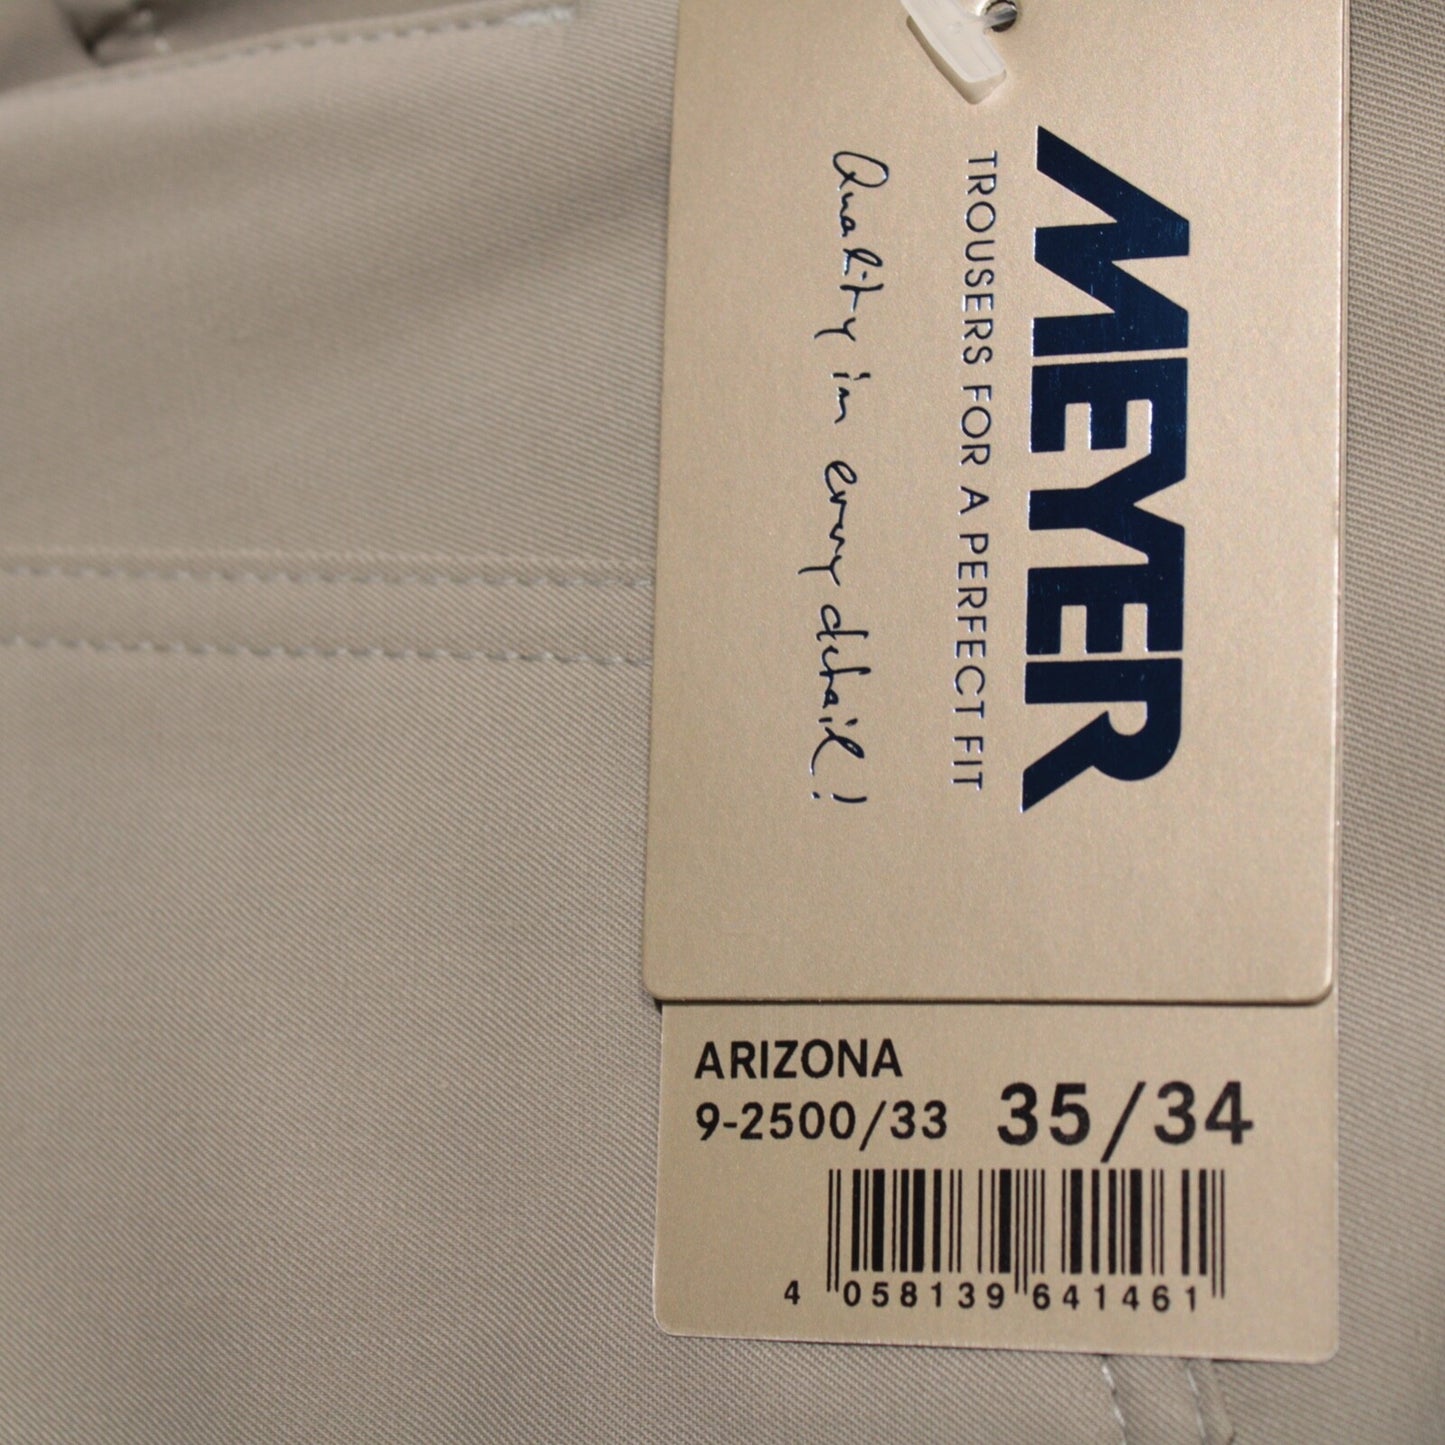 MEYER
TROUSERS FOR A PERFECT FIT
Quality in every detail!
ARIZONA
9-2500/33 35/34
4 058139 641461